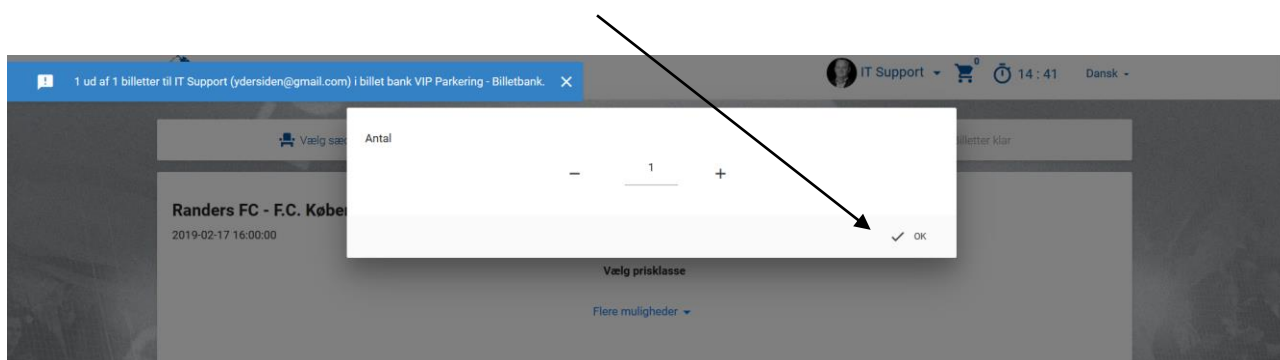 1 ud af 1 billetter til IT Support (ydersiden@gmail.com) i billet bank VIP Parkering - Billetbank.
IT Support
0
14 : 41
Dansk
Vælg sæd
Antal
billetter klar
1
Randers FC - F.C. Københ
2019-02-17 16:00:00
OK
Vælg prisklasse
Flere muligheder